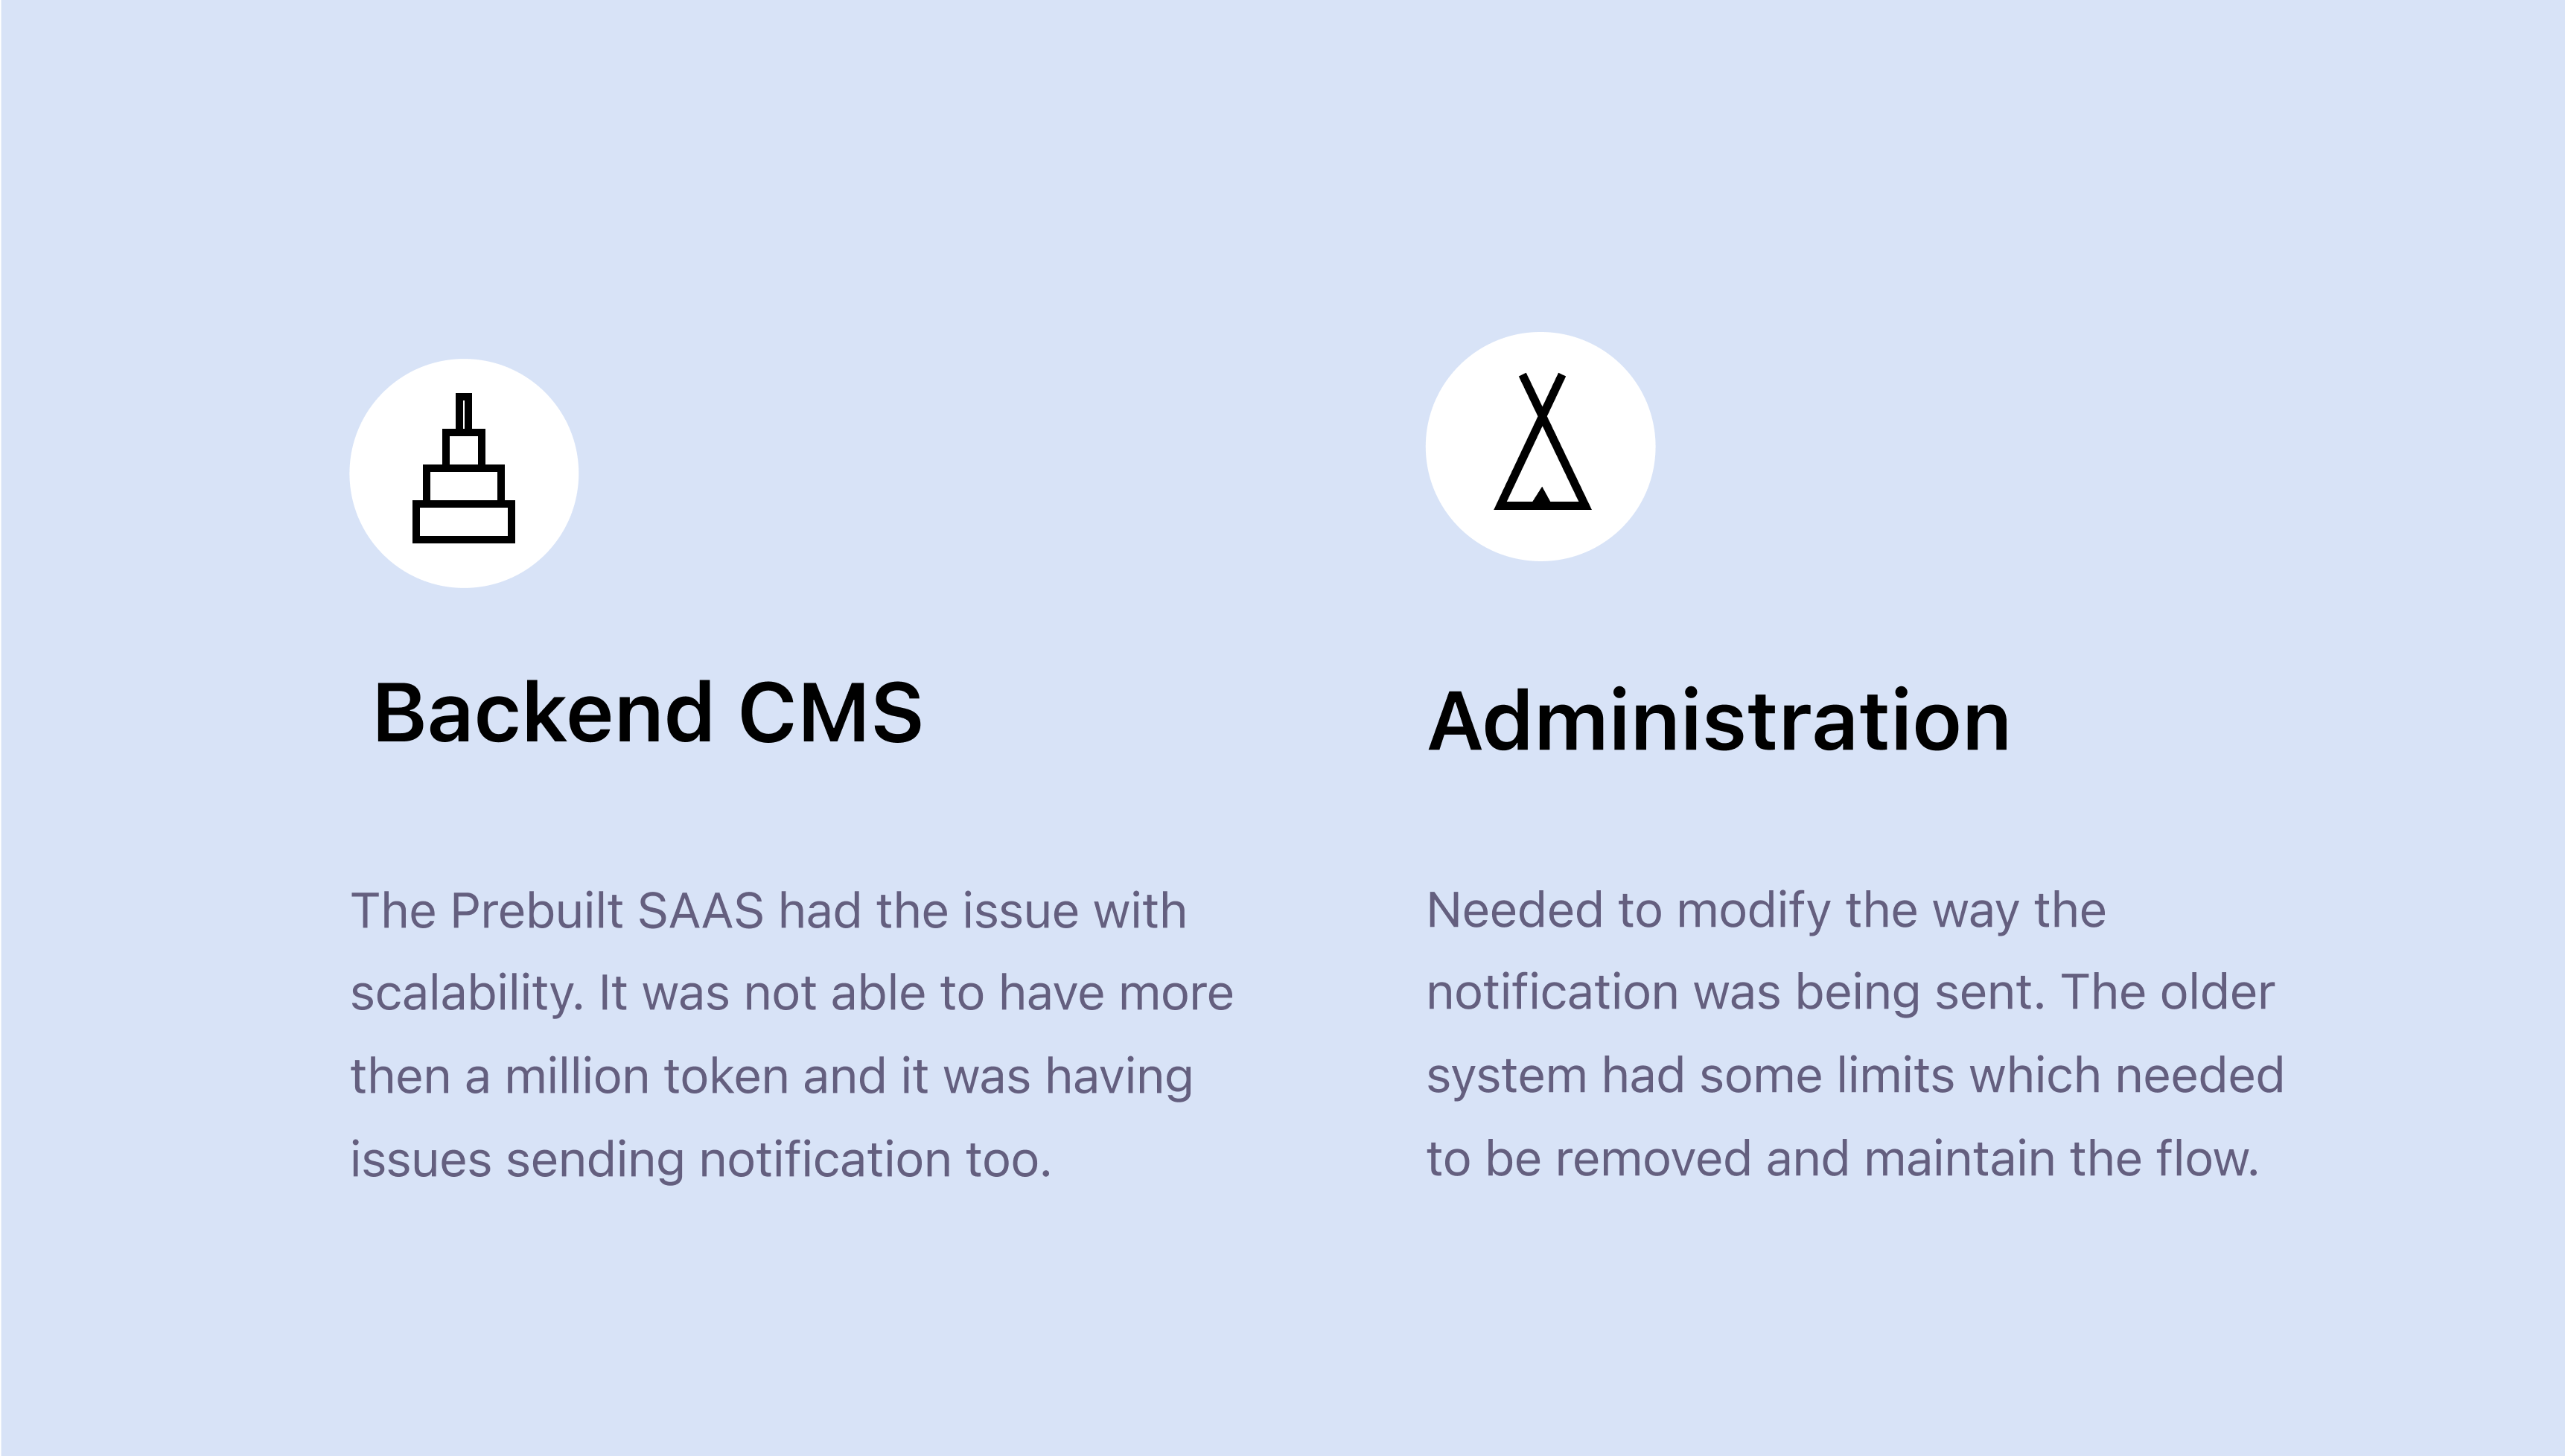 Backend CMS
The Prebuilt SAAS had the issue with
scalability. It was not able to have more
then a million token and it was having
issues sending notification too.
Administration
Needed to modify the way the
notification was being sent. The older
system had some limits which needed
to be removed and maintain the flow.